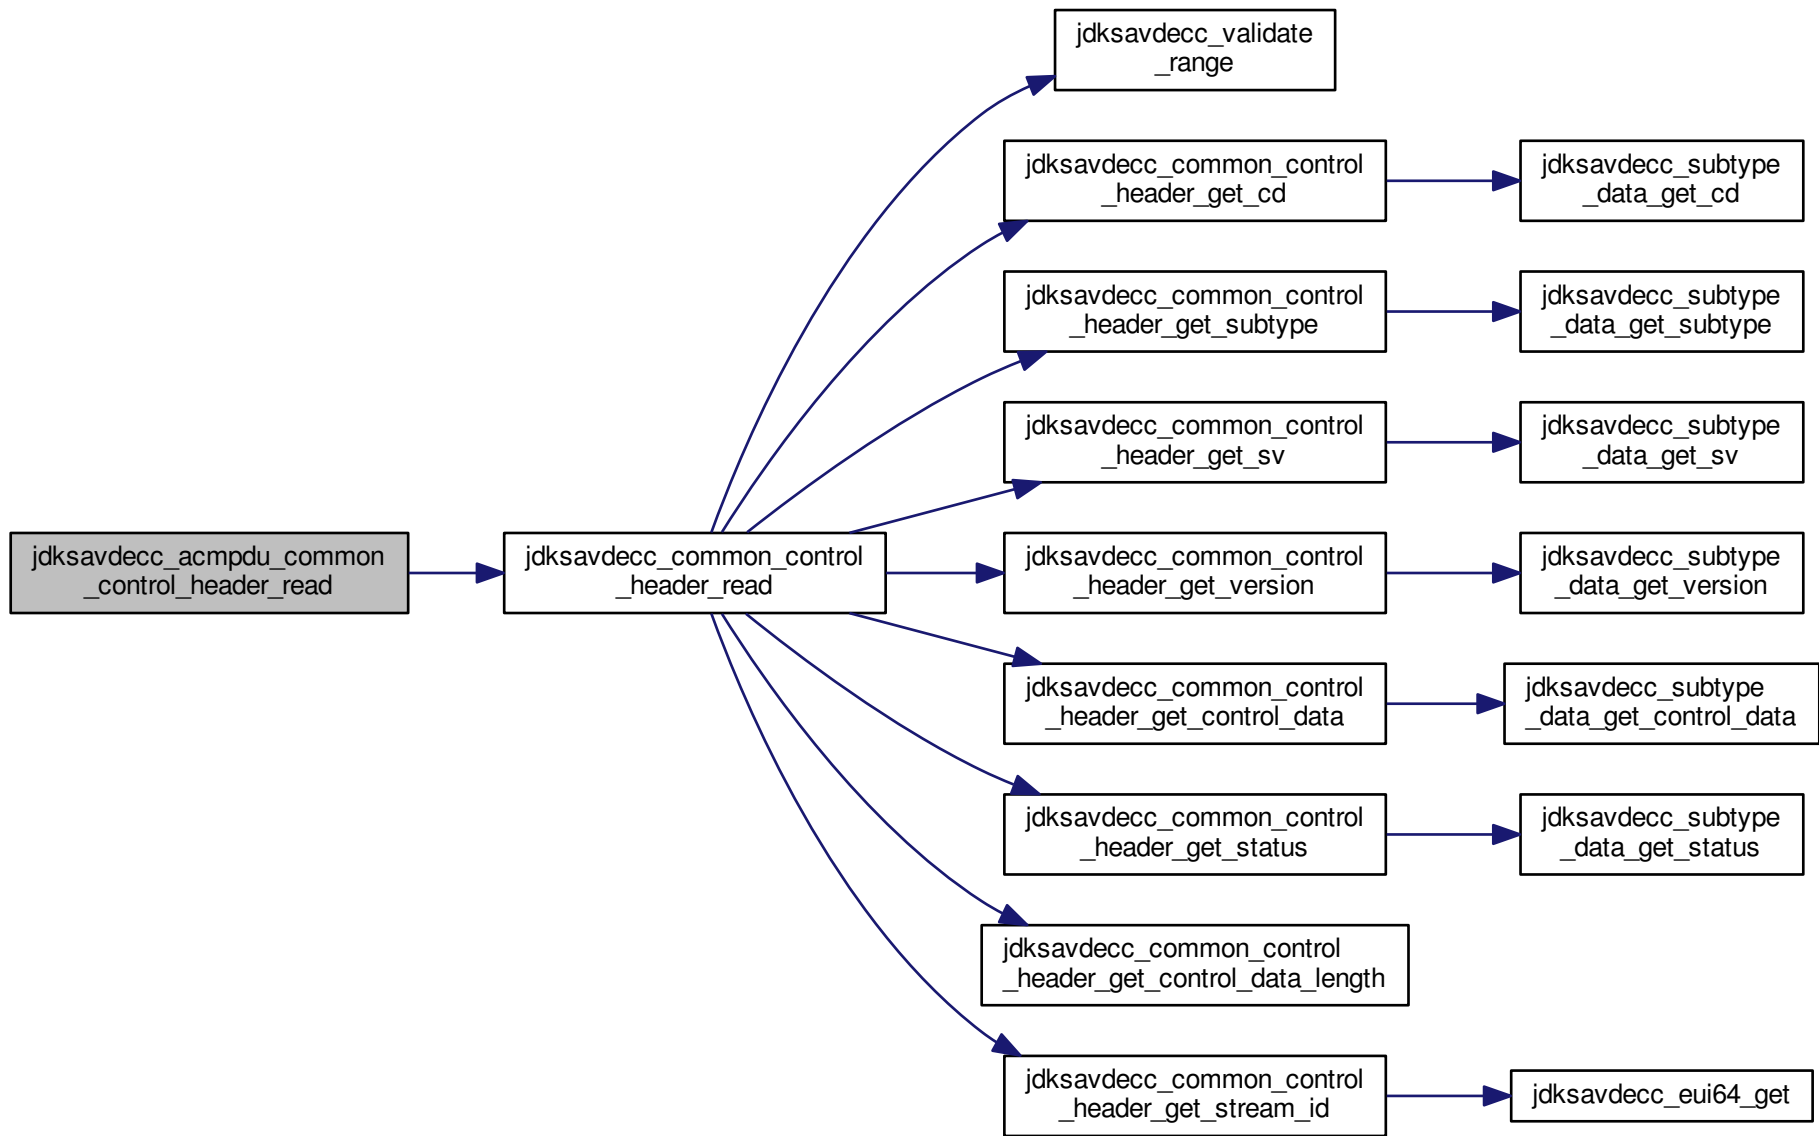 jdksavdecc_validate
_range
jdksavdecc_common_control
_header_get_cd
jdksavdecc_subtype
_data_get_cd
jdksavdecc_common_control
_header_get_subtype
jdksavdecc_subtype
_data_get_subtype
jdksavdecc_common_control
_header_get_sv
jdksavdecc_subtype
_data_get_sv
jdksavdecc_acmpdu_common
_control_header_read
jdksavdecc_common_control
_header_read
jdksavdecc_common_control
_header_get_version
jdksavdecc_subtype
_data_get_version
jdksavdecc_common_control
_header_get_control_data
jdksavdecc_subtype
_data_get_control_data
jdksavdecc_common_control
_header_get_status
jdksavdecc_subtype
_data_get_status
jdksavdecc_common_control
_header_get_control_data_length
jdksavdecc_common_control
_header_get_stream_id
jdksavdecc_eui64_get